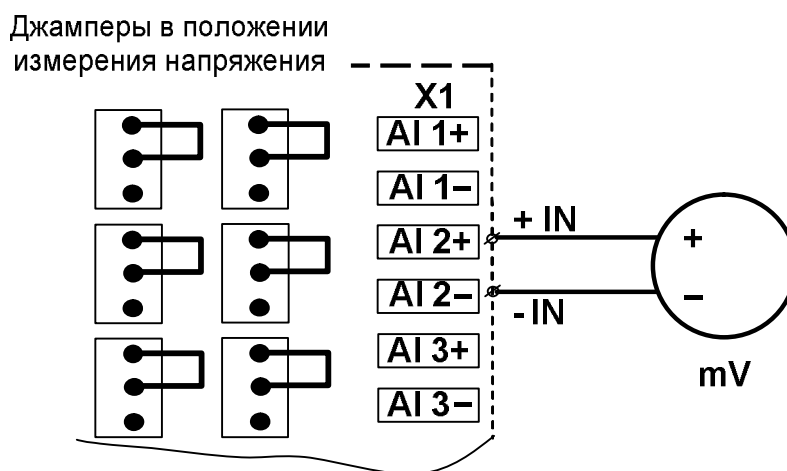 Джамперы в положении
измерения напряжения
X1
AI 1+
AI 1−
AI 2+
AI 2−
AI 3+
AI 3−
+ IN
- IN
+
−
mV